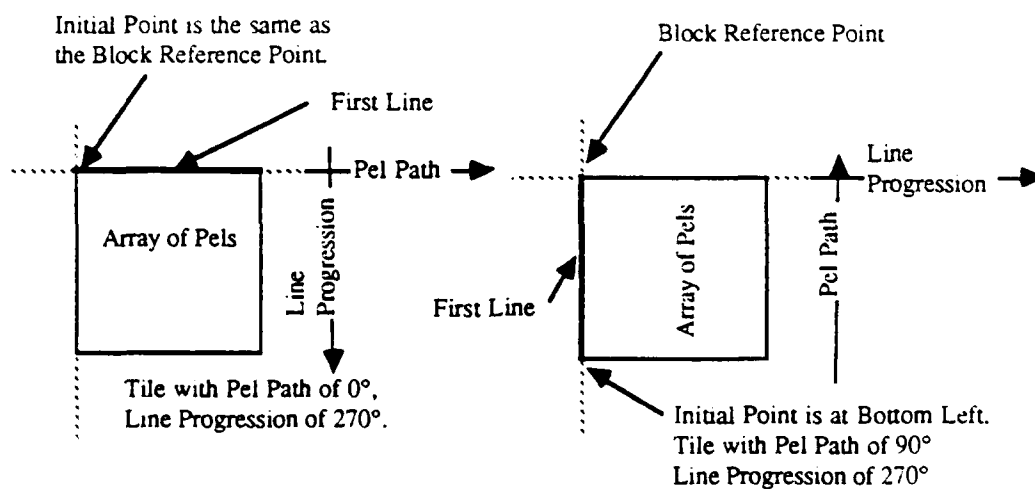 Initial Point is the same as
the Block Reference Point.
First Line
Pel Path
Array of Pels
Line
Progression
Tile with Pel Path of 0°,
Line Progression of 270°.
Block Reference Point
Line
Progression
Array of Pels
Pel Path
First Line
Initial Point is at Bottom Left.
Tile with Pel Path of 90°
Line Progression of 270°